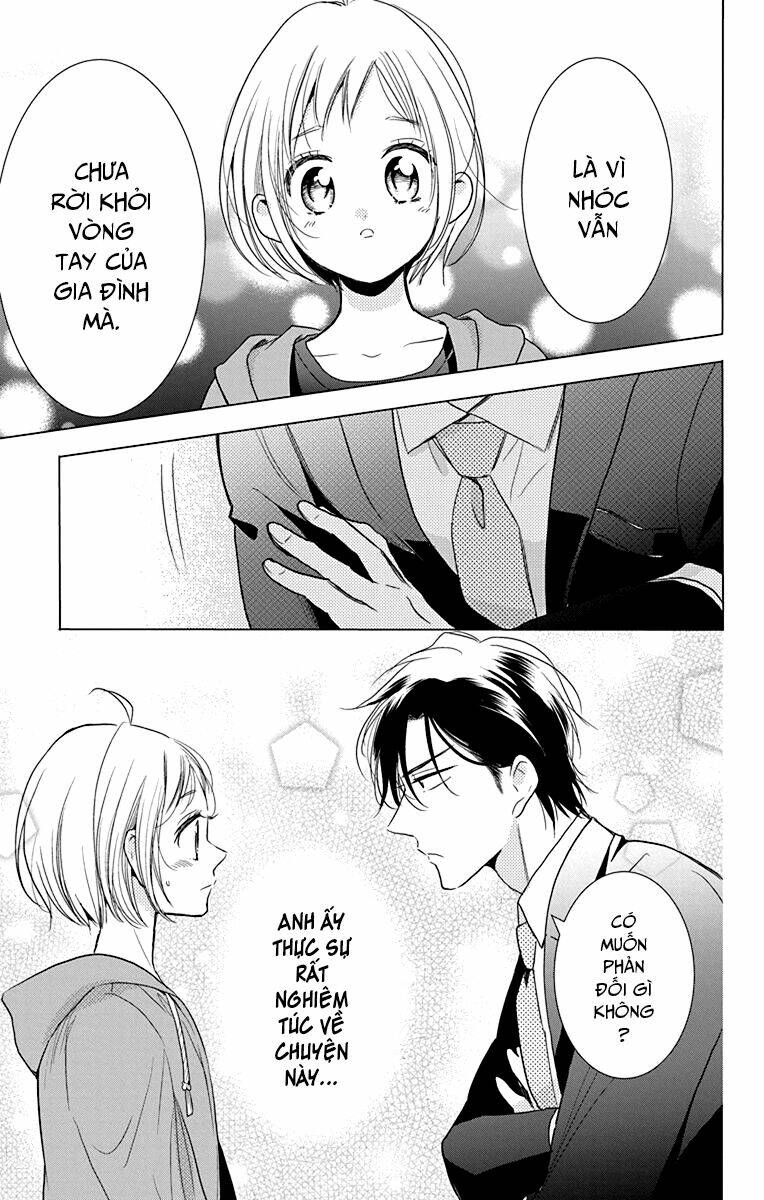 LÀ VÌ
NHÓC
VẪN
CHƯA
RỜI KHỎI
VÒNG
TAY CỦA
GIA ĐÌNH
MÀ.
CÓ
MUỐN
PHẢN
ĐỐI GÌ
KHÔNG
?
ANH ẤY
THỰC SỰ
RẤT
NGHIÊM
TÚC VỀ
CHUYỆN
NÀY...